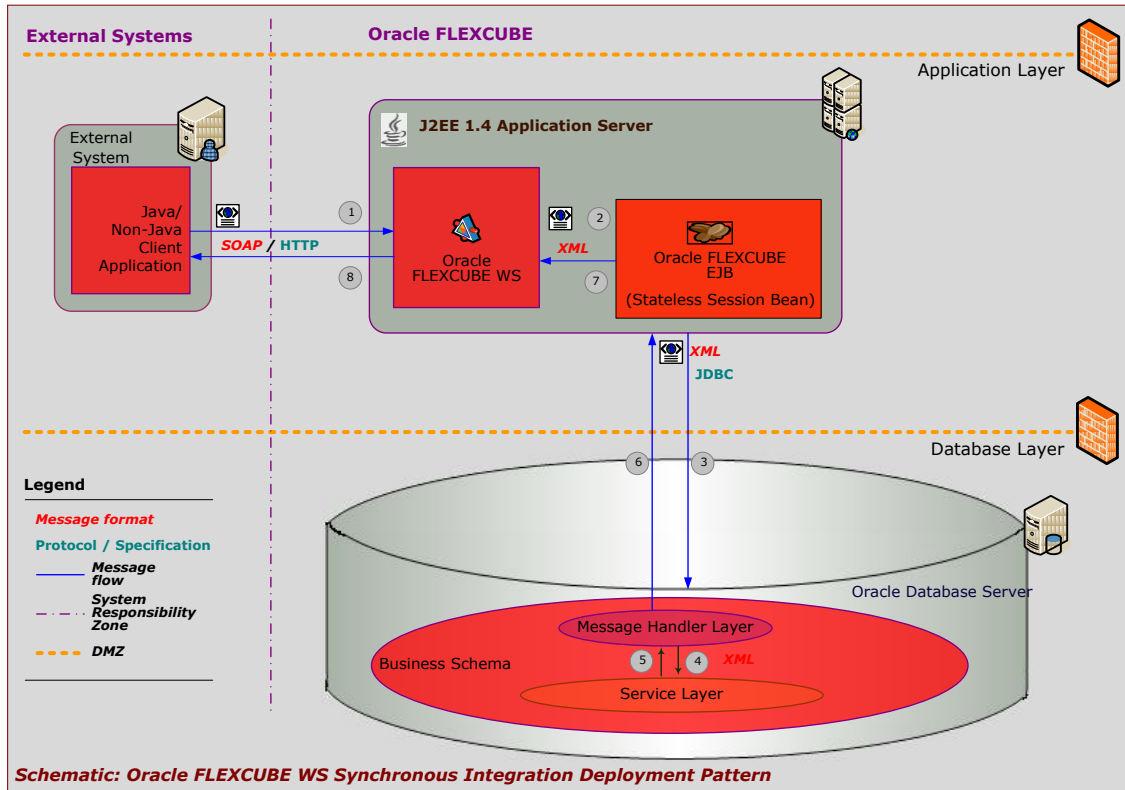 External Systems
Oracle FLEXCUBE
Application Layer
J2EE 1.4 Application Server
External
System
Java/
Non-Java
Client
Application
1
SOAP / HTTP
8
Oracle
FLEXCUBE WS
2
XML
7
Oracle FLEXCUBE
EJB
(Stateless Session Bean)
XML
JDBC
Database Layer
6
3
Legend
Message format
Protocol / Specification
Message
flow
System
Responsibility
Zone
DMZ
Oracle Database Server
Message Handler Layer
Business Schema
5
4
XML
Service Layer
Schematic: Oracle FLEXCUBE WS Synchronous Integration Deployment Pattern